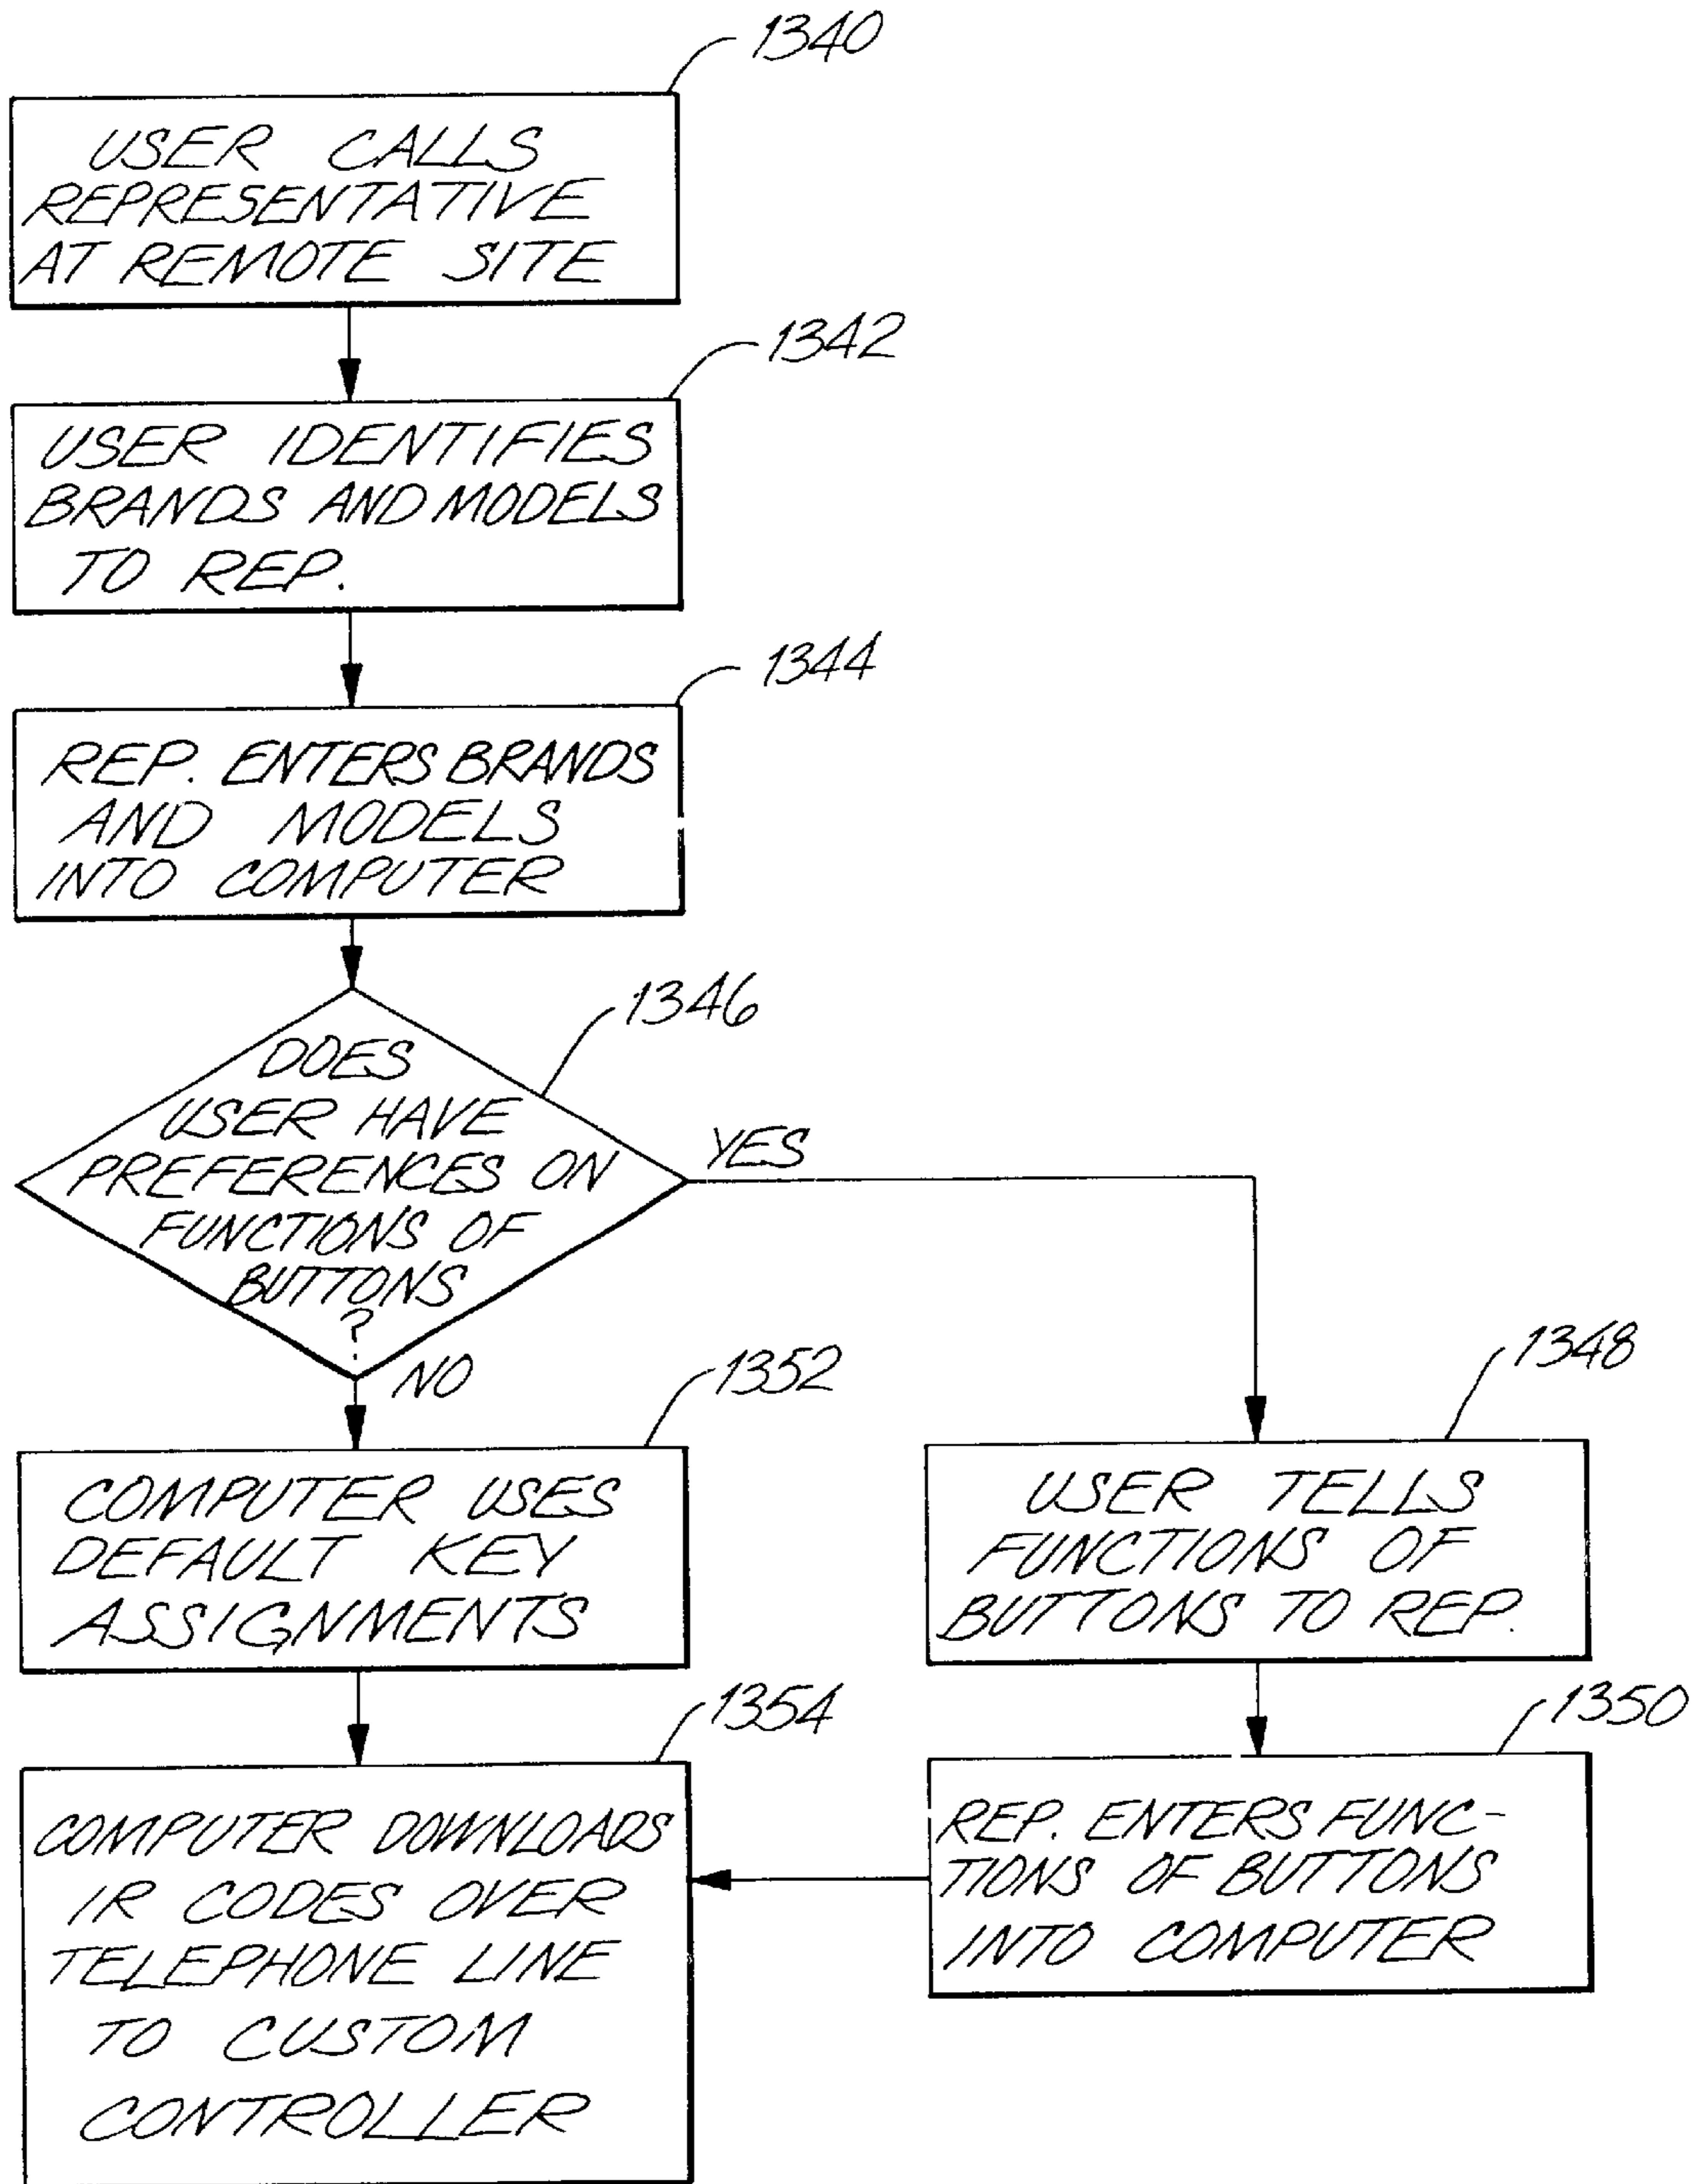 1340
USER CALLS
REPRESENTATIVE
AT REMOTE SITE
1342
USER IDENTIFIES
BRANDS AND MODELS
TO REP.
1344
REP. ENTERS BRANDS
AND MODELS
INTO COMPUTER
1346
DOES
USER HAVE
PREFERENCES ON
FUNCTIONS OF
BUTTONS
?
YES
NO
1352
COMPUTER USES
DEFAULT KEY
ASSIGNMENTS
1348
USER TELLS
FUNCTIONS OF
BUTTONS TO REP.
1354
COMPUTER DOWNLOADS
IR CODES OVER
TELEPHONE LINE
TO CUSTOM
CONTROLLER
1350
REP. ENTERS FUNC-
TIONS OF BUTTONS
INTO COMPUTER